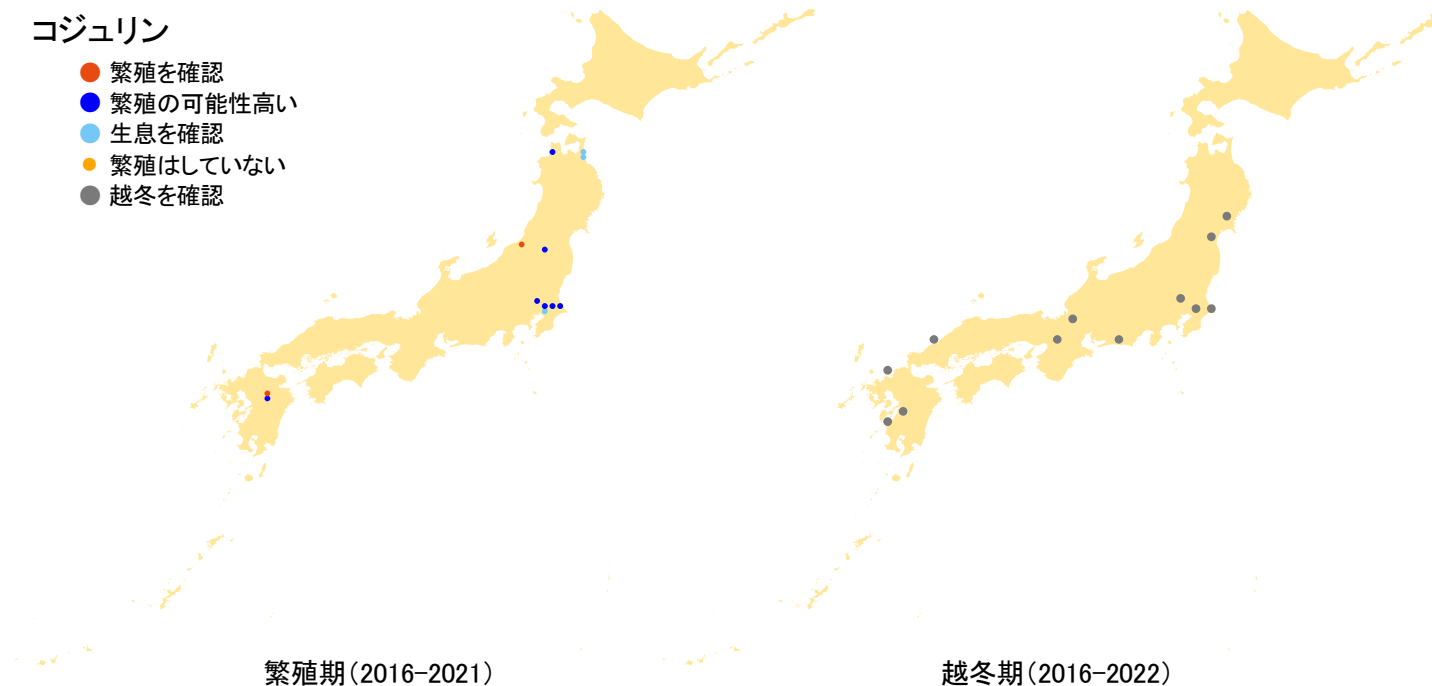 コジュリン
繁殖を確認
繁殖の可能性高い
生息を確認
繁殖はしていない
越冬を確認
繁殖期（2016-2021）
越冬期（2016-2022）